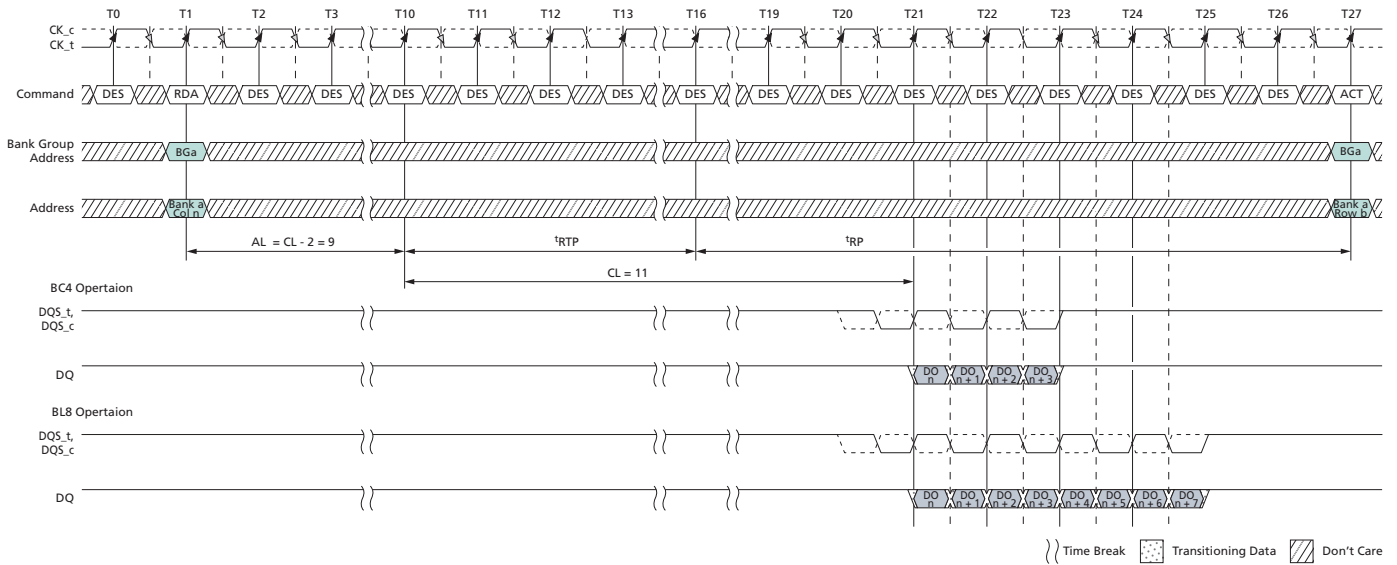 T0 T1 T2 T3 T10 T11 T12 T13 T16 T19 T20 T21 T22 T23 T24 T25 T26 T27
CK_c
CK_t
Command DES RDA DES DES DES DES DES DES DES DES DES DES DES DES DES DES DES ACT
Bank Group
Address
BGa BGa
Address
Bank a
Col n
Bank a
Row b
AL = CL - 2 = 9 tRTP tRP
CL = 11
BC4 Opertaion
DQS_t,
DQS_c
DQ
DO
n
DO
n + 1
DO
n + 2
DO
n + 3
BL8 Opertaion
DQS_t,
DQS_c
DQ
DO
n
DO
n + 1
DO
n + 2
DO
n + 3
DO
n + 4
DO
n + 5
DO
n + 6
DO
n + 7
Time Break Transitioning Data Don't Care